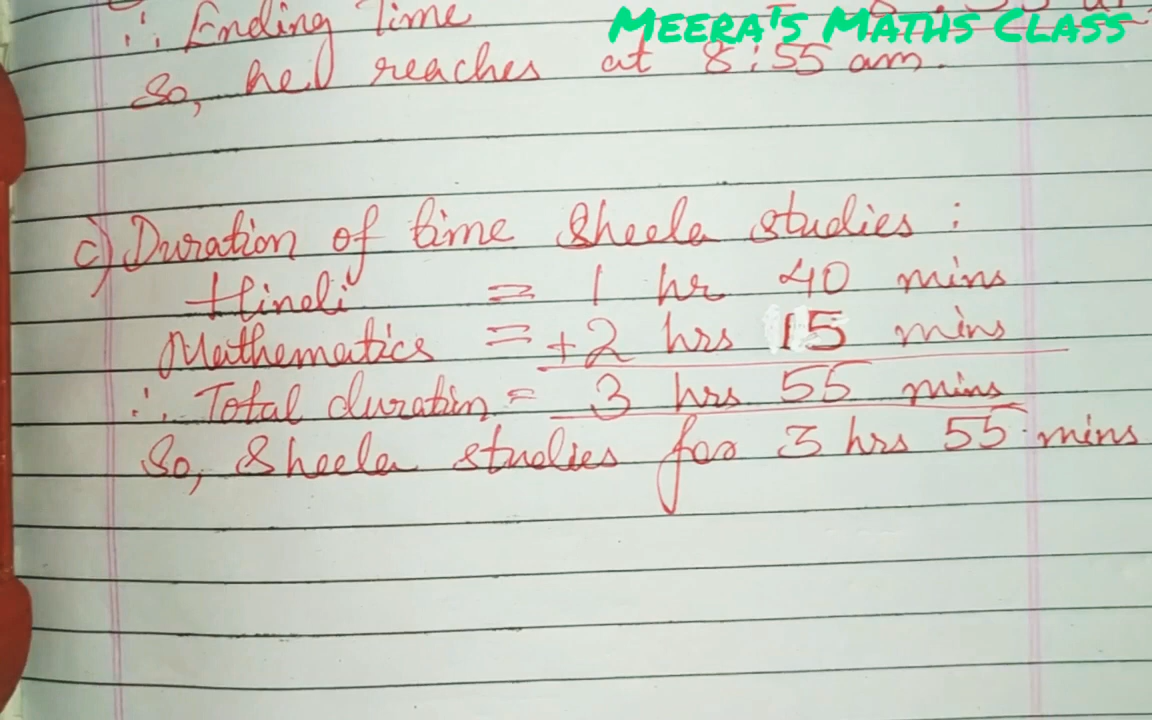 ∴ Ending Time
MEERA'S MATHS CLASS
So, he reaches at 8:55 am.
c) Duration of time Sheela studies :
Hindi = 1 hr 40 mins
Mathematics = +2 hrs 15 mins
∴ Total duration = 3 hrs 55 mins
So, Sheela studies for 3 hrs 55 mins